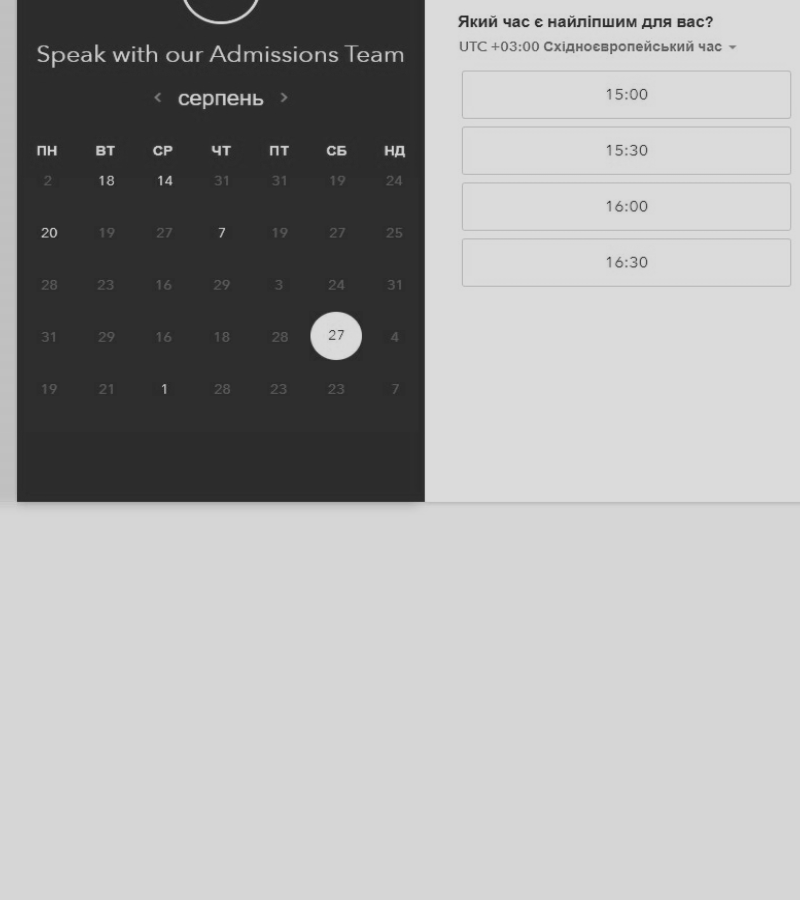 Speak with our Admissions Team
серпень
ПН ВТ СР ЧТ ПТ СБ НД
2 18 14 31 31 19 24
20 19 27 7 19 27 25
28 23 16 29 3 24 31
31 29 16 18 28 27 4
19 21 1 28 23 23 7
Який час є найліпшим для вас?
UTC +03:00 Східноєвропейський час
15:00
15:30
16:00
16:30